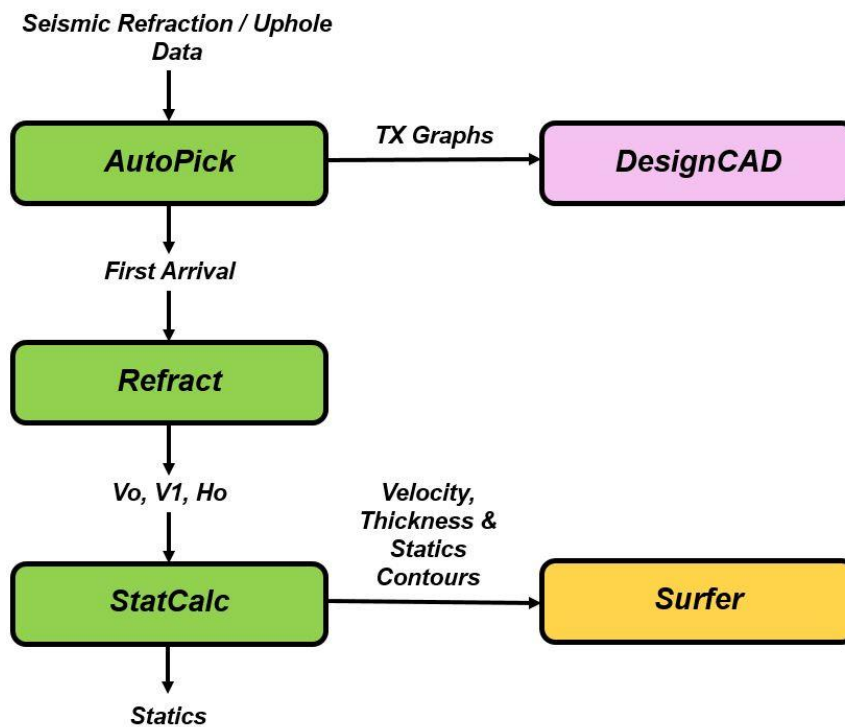 Seismic Refraction / Uphole
Data
AutoPick
TX Graphs
DesignCAD
First Arrival
Refract
Vo, V1, Ho
Velocity,
Thickness &
Statics
Contours
StatCalc
Surfer
Statics